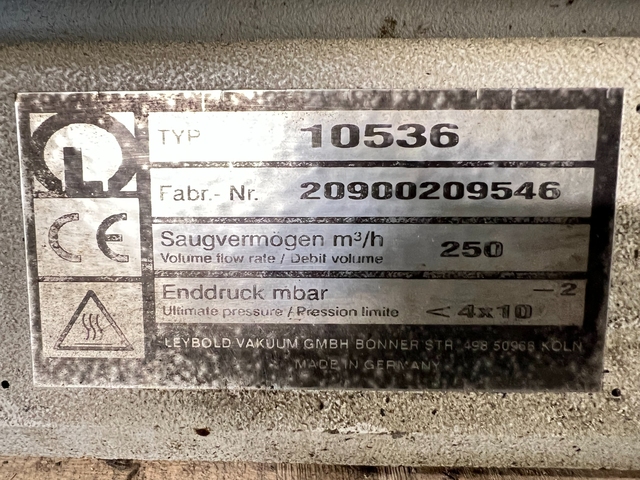 TYP 10536
Fabr.- Nr. 20900209546
CE
Saugvermögen m³/h 250
Volume flow rate / Debit volume
Enddruck mbar < 4x10 –2
Ultimate pressure / Pression limite
LEYBOLD VAKUUM GMBH BONNER STR. 498 50968 KÖLN
MADE IN GERMANY